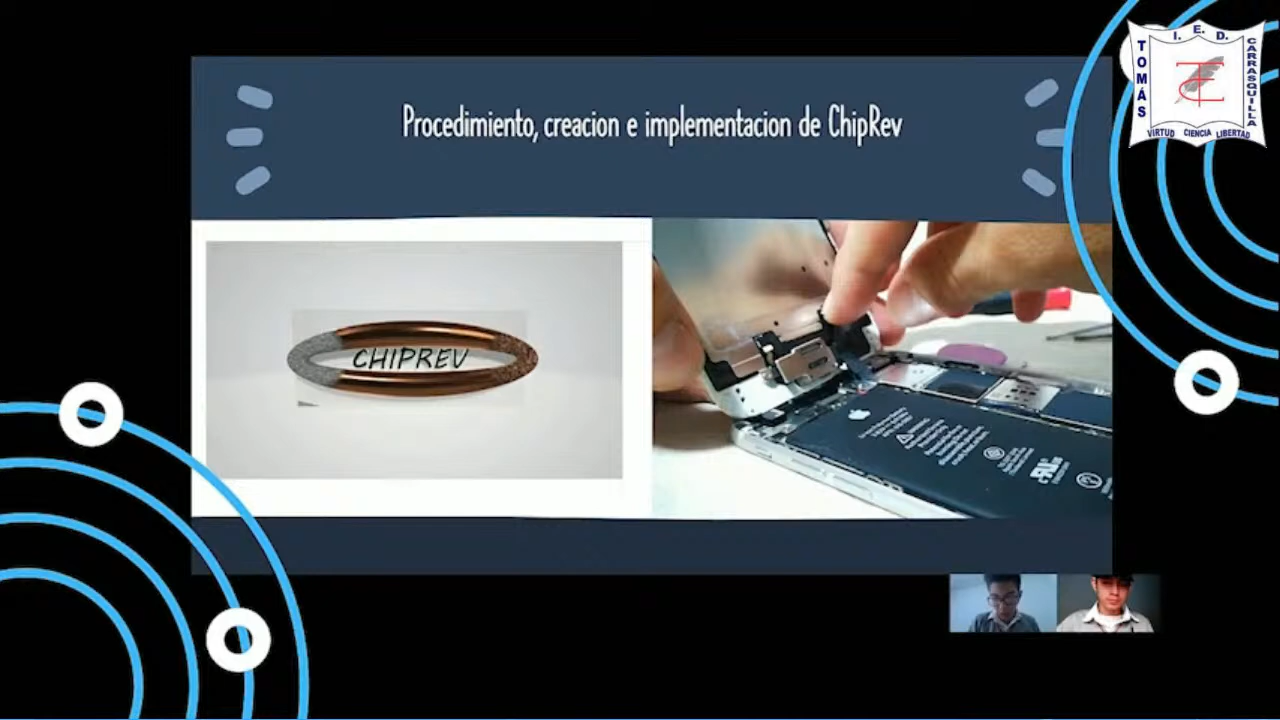 Procedimiento, creacion e implementacion de ChipRev
CHIPREV
I. E. D.
TOMÁS
CARRASQUILLA
VIRTUD CIENCIA LIBERTAD